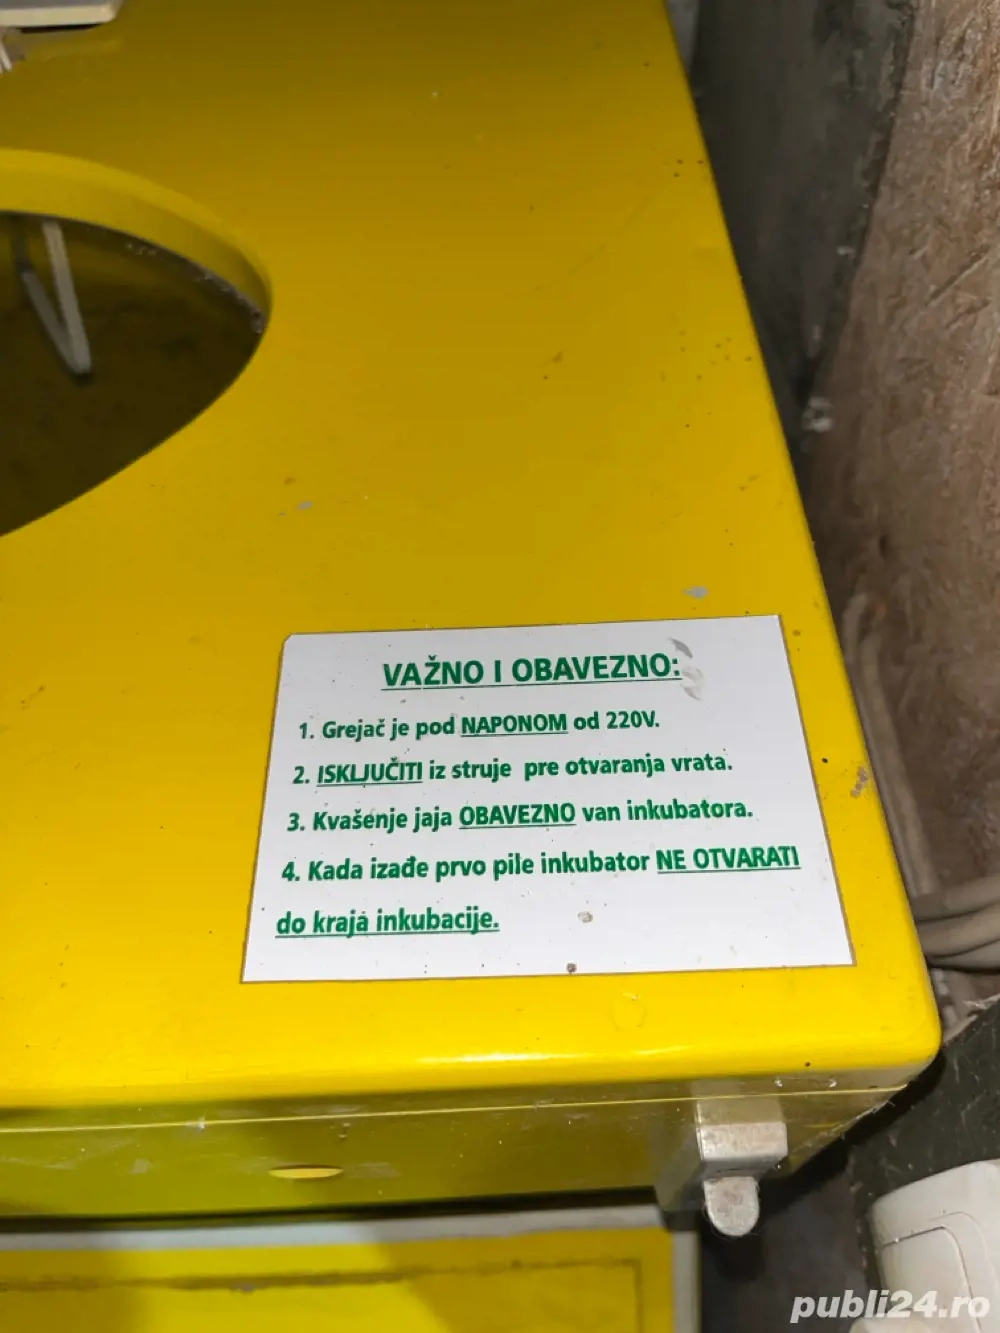 VAŽNO I OBAVEZNO:
1. Grejač je pod NAPONOM od 220V.
2. ISKLJUČITI iz struje pre otvaranja vrata.
3. Kvašenje jaja OBAVEZNO van inkubatora.
4. Kada izađe prvo pile inkubator NE OTVARATI
do kraja inkubacije.
publi24.ro